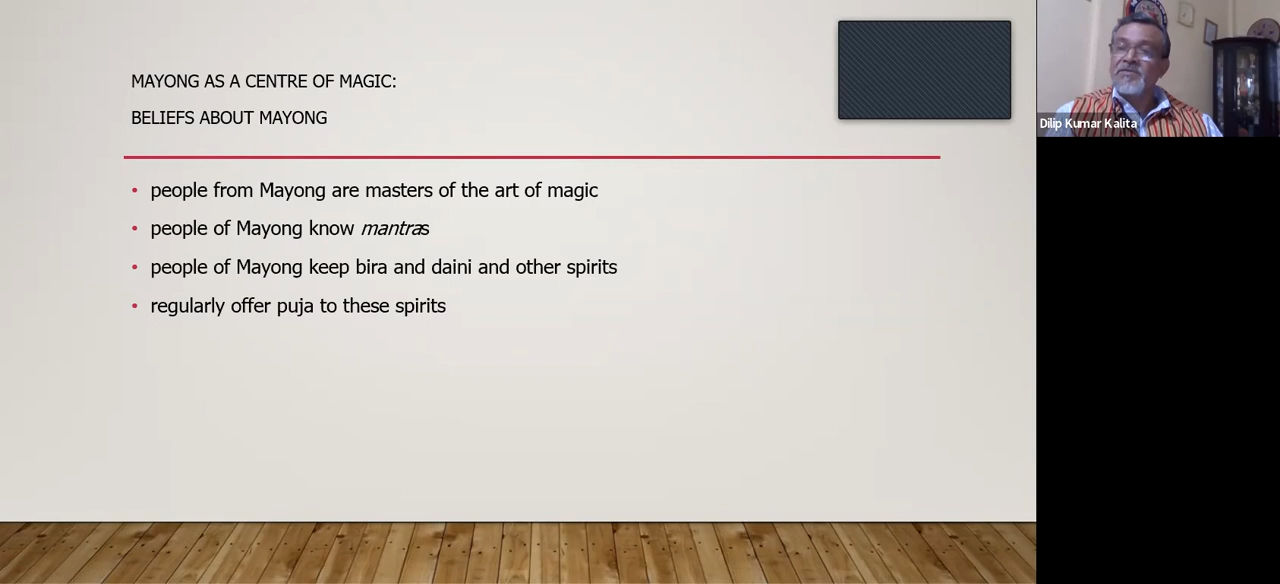 MAYONG AS A CENTRE OF MAGIC:
BELIEFS ABOUT MAYONG
• people from Mayong are masters of the art of magic
• people of Mayong know mantras
• people of Mayong keep bira and daini and other spirits
• regularly offer puja to these spirits
Dilip Kumar Kalita